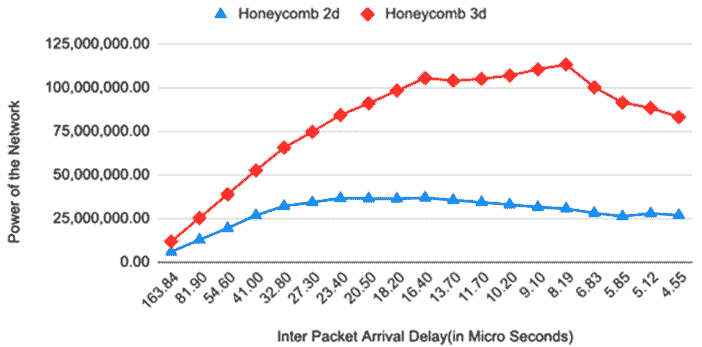 Honeycomb 2d Honeycomb 3d
125,000,000.00
100,000,000.00
75,000,000.00
50,000,000.00
25,000,000.00
0.00
Power of the Network
163.84 81.90 54.60 41.00 32.80 27.30 23.40 20.50 18.20 16.40 13.70 11.70 10.20 9.10 8.19 6.83 5.85 5.12 4.55
Inter Packet Arrival Delay(in Micro Seconds)